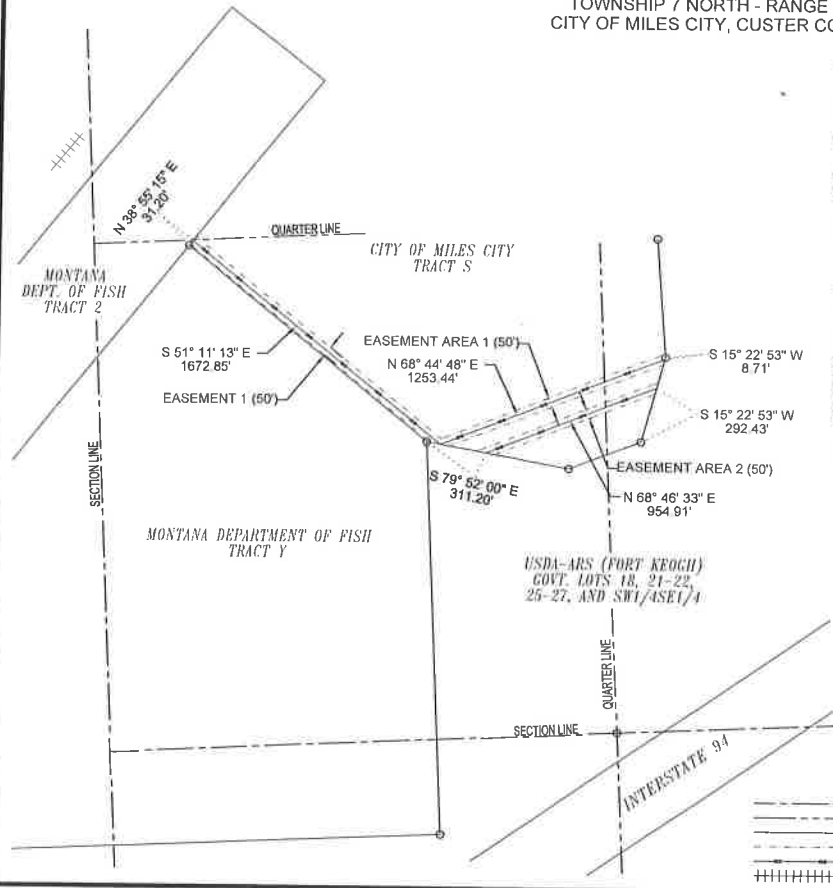 TOWNSHIP 7 NORTH - RANGE
CITY OF MILES CITY, CUSTER CO
N 38° 55' 15" E
31.20'
QUARTER LINE
CITY OF MILES CITY
TRACT S
MONTANA
DEPT. OF FISH
TRACT 2
S 51° 11' 13" E
1672.85'
EASEMENT 1 (50')
EASEMENT AREA 1 (50')
N 68° 44' 48" E
1253.44'
S 15° 22' 53" W
8.71'
S 15° 22' 53" W
292.43'
EASEMENT AREA 2 (50')
N 68° 46' 33" E
954.91'
S 79° 52' 00" E
311.20'
SECTION LINE
MONTANA DEPARTMENT OF FISH
TRACT Y
USDA-ARS (FORT KEOGH)
GOVT. LOTS 18, 21-22,
25-27, AND SW1/4SE1/4
QUARTER LINE
SECTION LINE
INTERSTATE 94